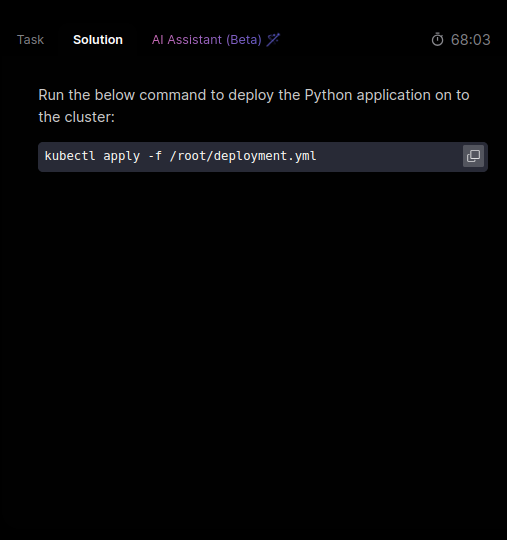 Task Solution AI Assistant (Beta) 68:03
Run the below command to deploy the Python application on to
the cluster:
kubectl apply -f /root/deployment.yml